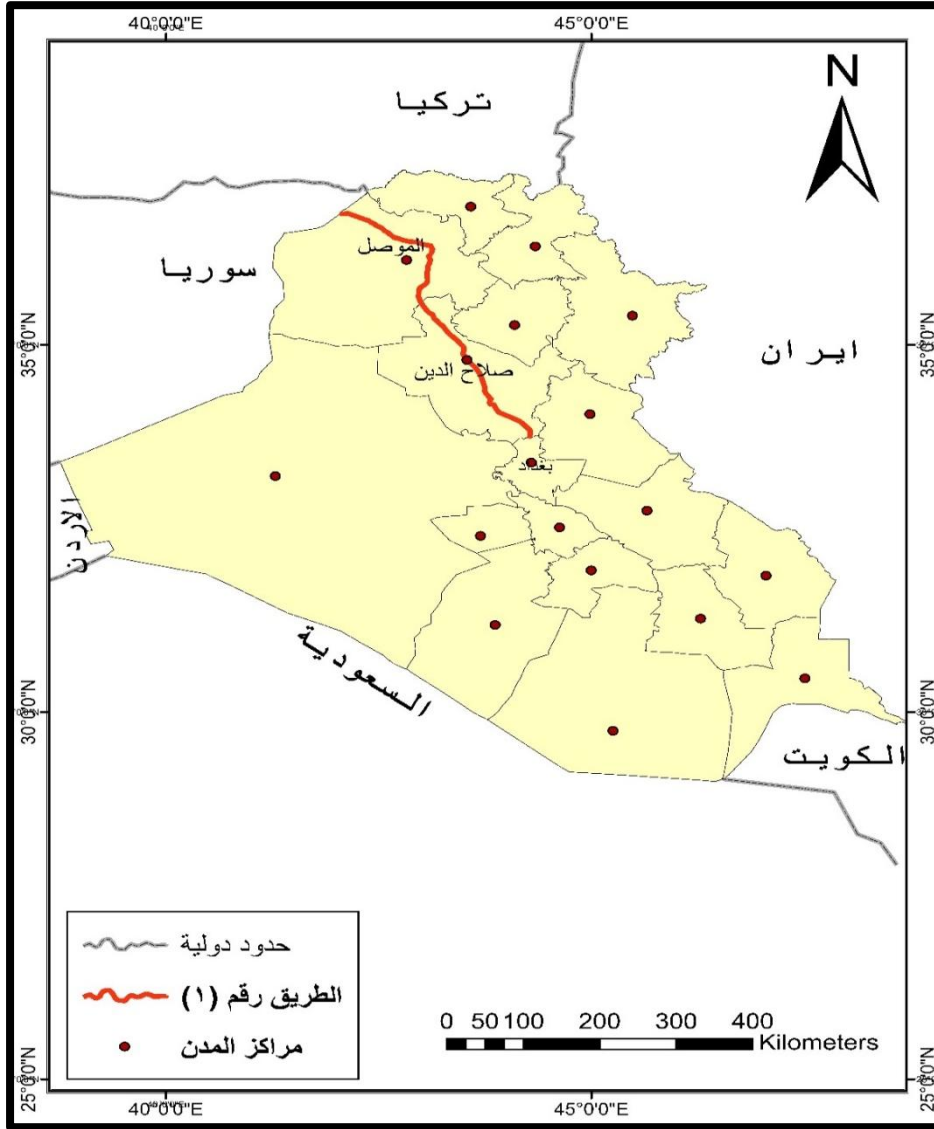 40°0'0"E
45°0'0"E
N
تركيا
سوريا
الموصل
ايران
35°0'0"N
35°0'0"N
صلاح الدين
بغداد
الاردن
السعودية
30°0'0"N
30°0'0"N
الكويت
حدود دولية
الطريق رقم (١)
مراكز المدن
0 50 100 200 300 400
Kilometers
25°0'0"N
25°0'0"N
40°0'0"E
45°0'0"E